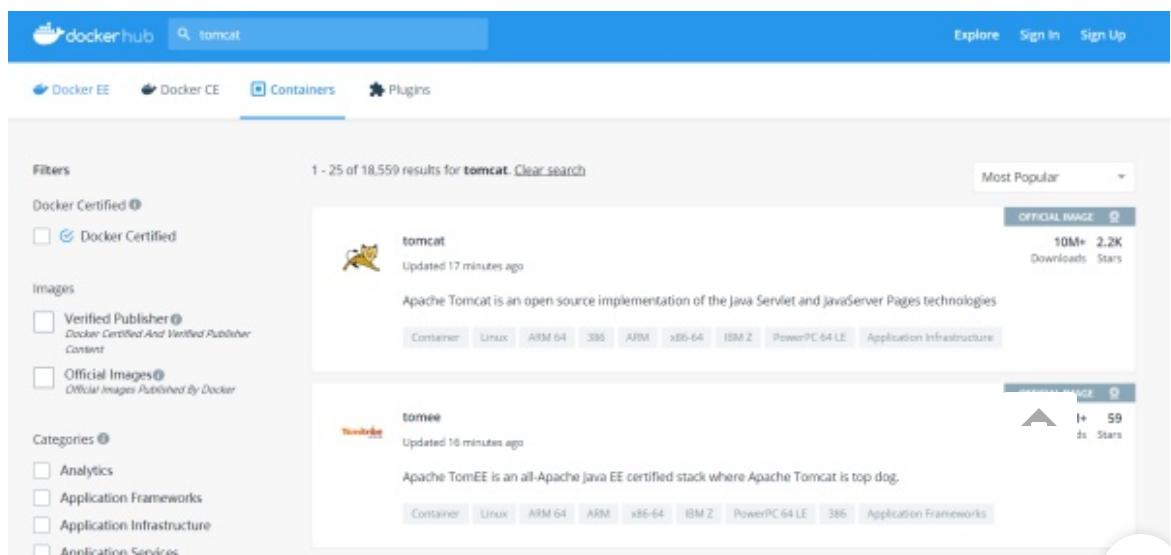 dockerhub tomcat Explore Sign In Sign Up
Docker EE Docker CE Containers Plugins
Filters
1 - 25 of 18,559 results for tomcat. Clear search
Most Popular
Docker Certified
Docker Certified
Images
Verified Publisher
Docker Certified And Verified Publisher
Content
Official Images
Official Images Published By Docker
Categories
Analytics
Application Frameworks
Application Infrastructure
Application Services
OFFICIAL IMAGE
tomcat
10M+ 2.2K
Updated 17 minutes ago
Downloads Stars
Apache Tomcat is an open source implementation of the Java Servlet and JavaServer Pages technologies
Container Linux ARM 64 386 ARM x86-64 IBM Z PowerPC 64 LE Application Infrastructure
tomee
59
Tomitribe
Updated 16 minutes ago
Stars
Apache TomEE is an all-Apache Java EE certified stack where Apache Tomcat is top dog.
Container Linux ARM 64 ARM x86-64 IBM Z PowerPC 64 LE 386 Application Frameworks